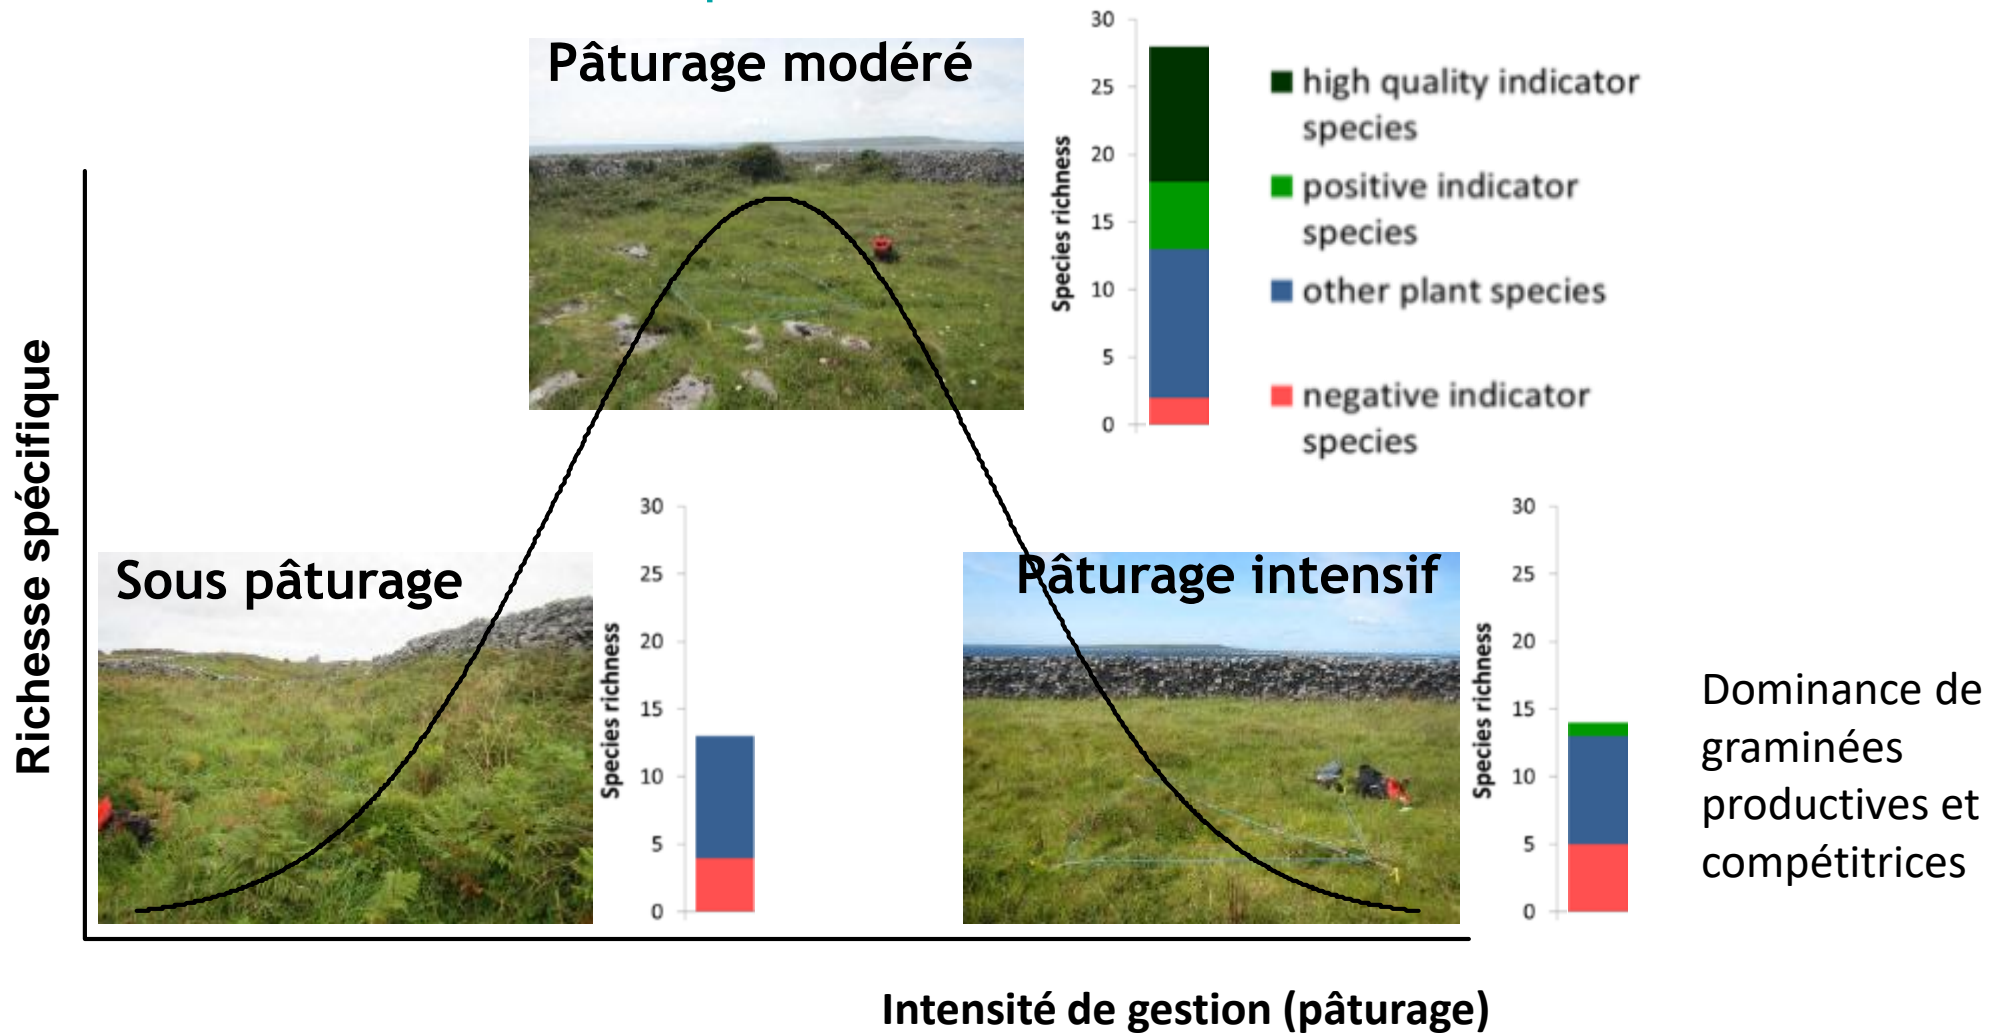 Pâturage modéré
30
25
20
15
10
5
0
Species richness
high quality indicator
species
positive indicator
species
other plant species
negative indicator
species
Richesse spécifique
Sous pâturage
30
25
20
15
10
5
0
Species richness
Pâturage intensif
30
25
20
15
10
5
0
Species richness
Dominance de
graminées
productives et
compétitrices
Intensité de gestion (pâturage)